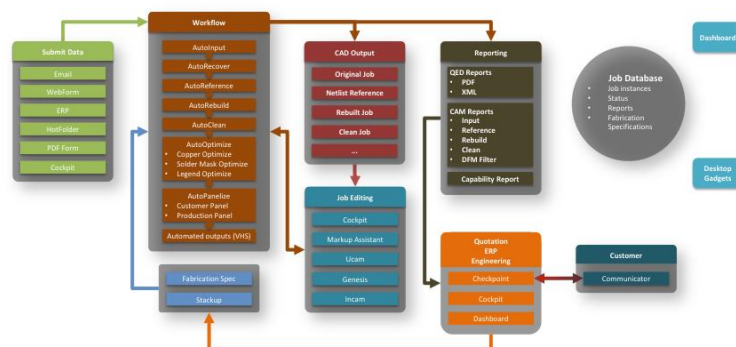 Submit Data
Email
WebForm
ERP
HotFolder
PDF Form
Cockpit
Workflow
AutoInput
AutoRecover
AutoReference
AutoRebuild
AutoClean
AutoOptimize
• Copper Optimize
• Solder Mask Optimize
• Legend Optimize
AutoPanelize
• Customer Panel
• Production Panel
Automated outputs (VHS)
Fabrication Spec
Stackup
CAD Output
Original Job
Netlist Reference
Rebuilt Job
Clean Job
...
Job Editing
Cockpit
Markup Assistant
Ucam
Genesis
Incam
Reporting
QED Reports
• PDF
• XML
CAM Reports
• Input
• Reference
• Rebuild
• Clean
• DFM Filter
Capability Report
Quotation
ERP
Engineering
Checkpoint
Cockpit
Dashboard
Customer
Communicator
Job Database
• Job instances
• Status
• Reports
• Fabrication
Specifications
Dashboard
Desktop
Gadgets